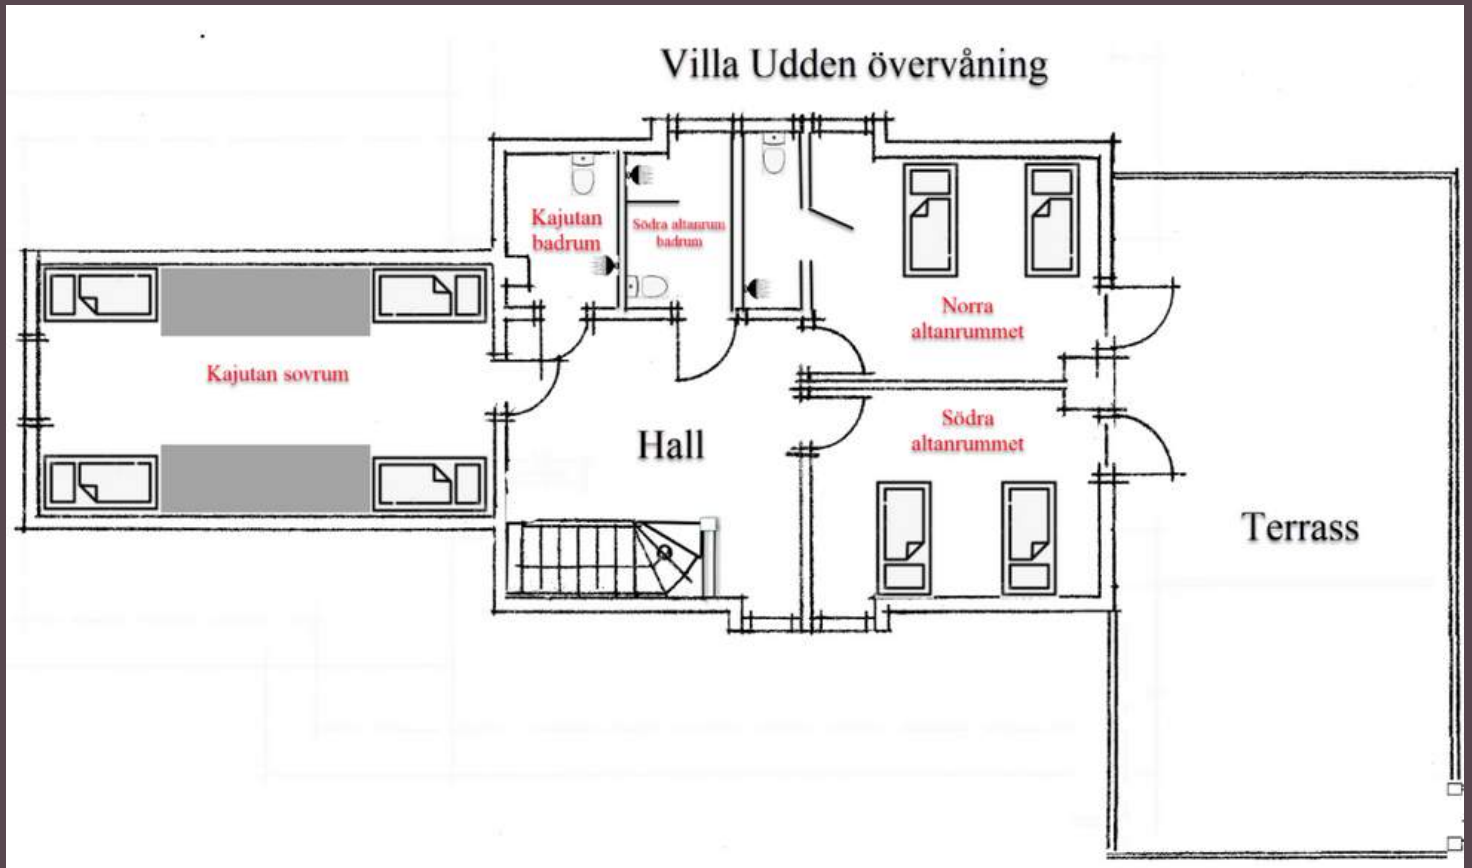 Villa Udden övervåning
Kajutan
badrum
Södra altanrum
badrum
Norra
altanrummet
Kajutan sovrum
Södra
altanrummet
Hall
Terrass